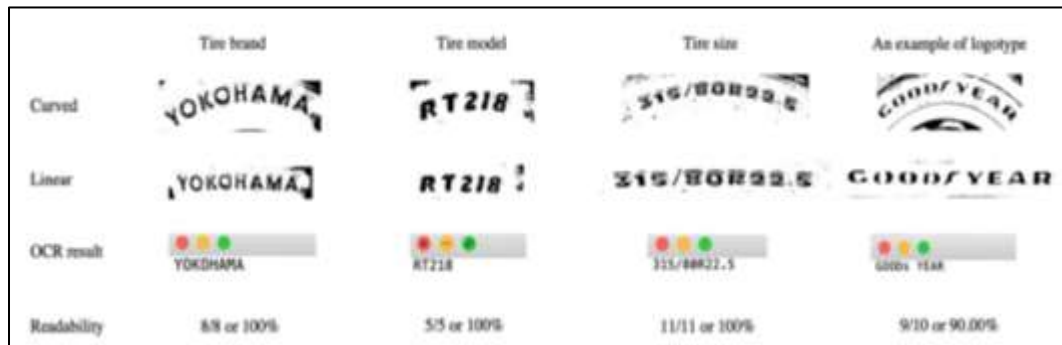 Tire brand Tire model Tire size An example of logotype
Curved YOKOHAMA RT218 315/80R22.5 GOODYEAR
Linear YOKOHAMA RT218 315/80R22.5 GOODYEAR
OCR result
YOKOHAMA RT218 315/80R22.5 GOODs YEAR
Readability 8/8 or 100% 5/5 or 100% 11/11 or 100% 9/10 or 90.00%